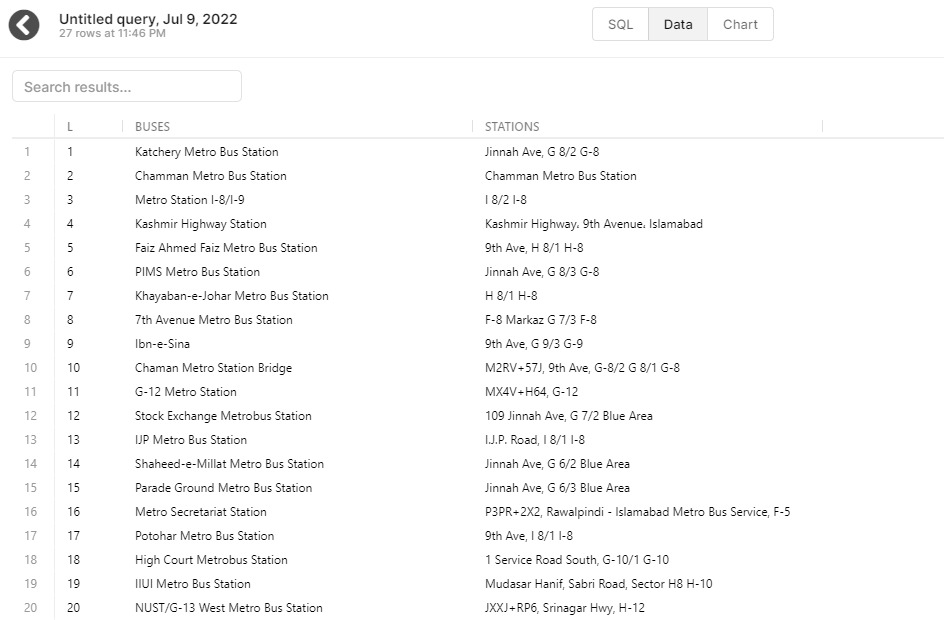 Untitled query, Jul 9, 2022
27 rows at 11:46 PM
SQL Data Chart
Search results...
L BUSES STATIONS
1 1 Katchery Metro Bus Station Jinnah Ave, G 8/2 G-8
2 2 Chamman Metro Bus Station Chamman Metro Bus Station
3 3 Metro Station I-8/I-9 I 8/2 I-8
4 4 Kashmir Highway Station Kashmir Highway، 9th Avenue، Islamabad
5 5 Faiz Ahmed Faiz Metro Bus Station 9th Ave, H 8/1 H-8
6 6 PIMS Metro Bus Station Jinnah Ave, G 8/3 G-8
7 7 Khayaban-e-Johar Metro Bus Station H 8/1 H-8
8 8 7th Avenue Metro Bus Station F-8 Markaz G 7/3 F-8
9 9 Ibn-e-Sina 9th Ave, G 9/3 G-9
10 10 Chaman Metro Station Bridge M2RV+57J, 9th Ave, G-8/2 G 8/1 G-8
11 11 G-12 Metro Station MX4V+H64, G-12
12 12 Stock Exchange Metrobus Station 109 Jinnah Ave, G 7/2 Blue Area
13 13 IJP Metro Bus Station I.J.P. Road, I 8/1 I-8
14 14 Shaheed-e-Millat Metro Bus Station Jinnah Ave, G 6/2 Blue Area
15 15 Parade Ground Metro Bus Station Jinnah Ave, G 6/3 Blue Area
16 16 Metro Secretariat Station P3PR+2X2, Rawalpindi - Islamabad Metro Bus Service, F-5
17 17 Potohar Metro Bus Station 9th Ave, I 8/1 I-8
18 18 High Court Metrobus Station 1 Service Road South, G-10/1 G-10
19 19 IIUI Metro Bus Station Mudasar Hanif, Sabri Road, Sector H8 H-10
20 20 NUST/G-13 West Metro Bus Station JXXJ+RP6, Srinagar Hwy, H-12